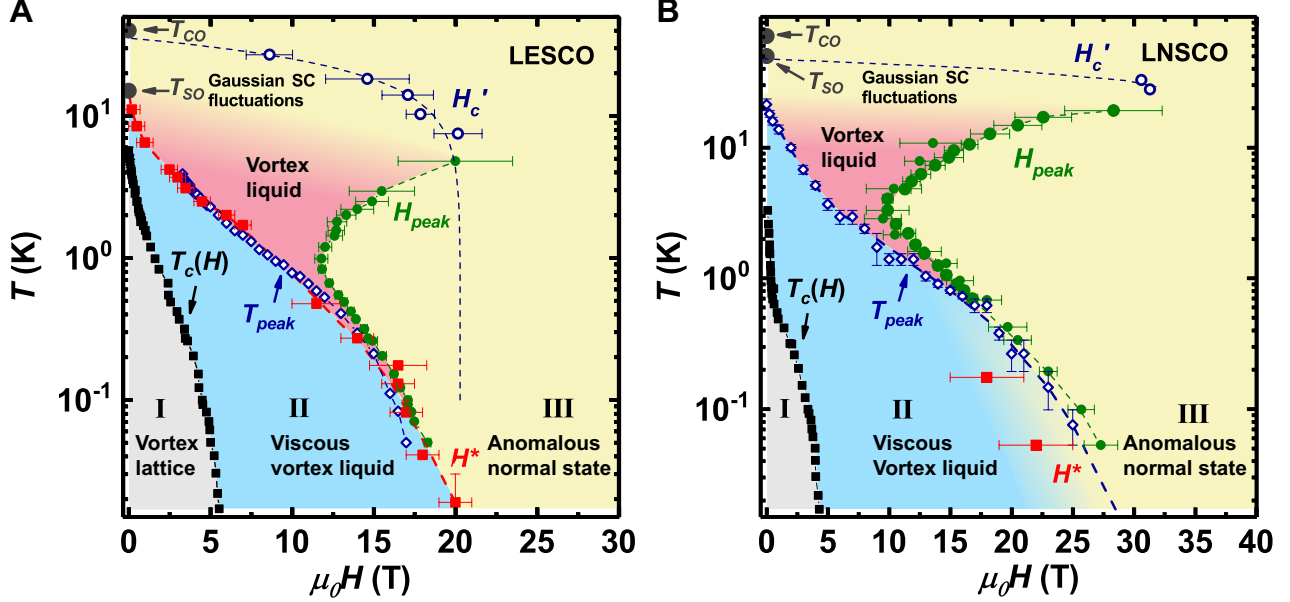 A
LESCO
T_CO
T_SO
Gaussian SC
fluctuations
H_c'
Vortex
liquid
H_peak
T_c(H)
T_peak
I
Vortex
lattice
II
Viscous
vortex liquid
III
Anomalous
normal state
H*
10^1
10^0
10^-1
T (K)
0 5 10 15 20 25 30
μ_0H (T)
B
LNSCO
T_CO
T_SO
Gaussian SC
fluctuations
H_c'
Vortex
liquid
H_peak
T_c(H)
T_peak
I
II
Viscous
Vortex liquid
III
Anomalous
normal state
H*
10^1
10^0
10^-1
T (K)
0 5 10 15 20 25 30 35 40
μ_0H (T)